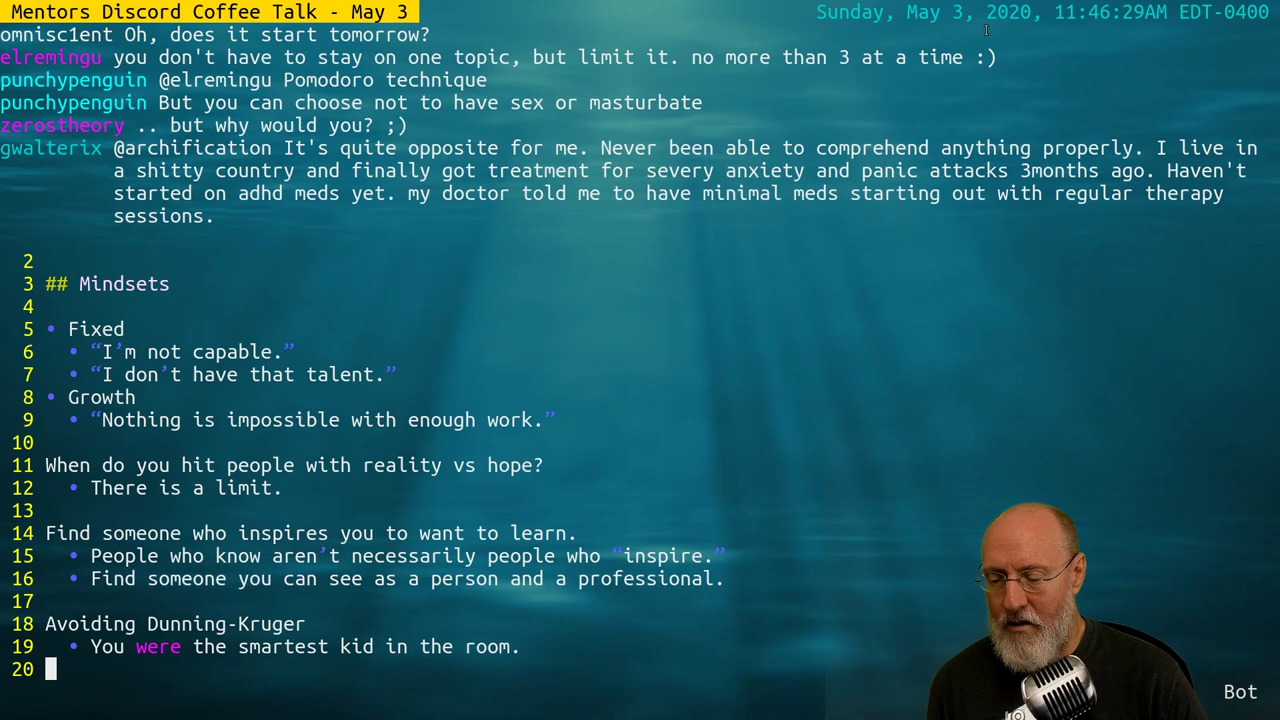 Mentors Discord Coffee Talk - May 3
Sunday, May 3, 2020, 11:46:29AM EDT-0400
omnisc1ent Oh, does it start tomorrow?
elremingu you don't have to stay on one topic, but limit it. no more than 3 at a time :)
punchypenguin @elremingu Pomodoro technique
punchypenguin But you can choose not to have sex or masturbate
zerostheory .. but why would you? ;)
gwalterix @archification It's quite opposite for me. Never been able to comprehend anything properly. I live in
a shitty country and finally got treatment for severy anxiety and panic attacks 3months ago. Haven't
started on adhd meds yet. my doctor told me to have minimal meds starting out with regular therapy
sessions.
2
3 ## Mindsets
4
5 • Fixed
6 • “I’m not capable.”
7 • “I don’t have that talent.”
8 • Growth
9 • “Nothing is impossible with enough work.”
10
11 When do you hit people with reality vs hope?
12 • There is a limit.
13
14 Find someone who inspires you to want to learn.
15 • People who know aren’t necessarily people who “inspire.”
16 • Find someone you can see as a person and a professional.
17
18 Avoiding Dunning-Kruger
19 • You were the smartest kid in the room.
20
Bot